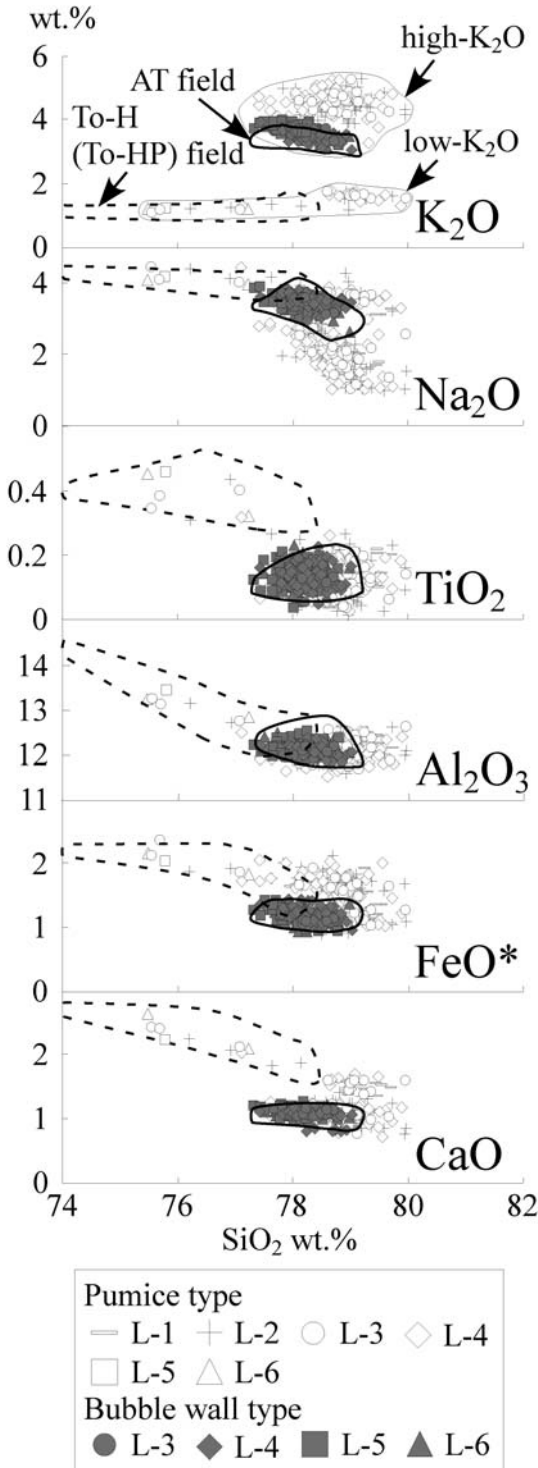 wt.%
6
4
2
0
high-K2O
AT field
To-H
(To-HP) field
low-K2O
K2O
4
2
0
Na2O
0.4
0.2
0
TiO2
14
13
12
11
Al2O3
2
1
0
FeO*
2
1
0
CaO
74 76 78 80 82
SiO2 wt.%
Pumice type
L-1 L-2 L-3 L-4
L-5 L-6
Bubble wall type
L-3 L-4 L-5 L-6